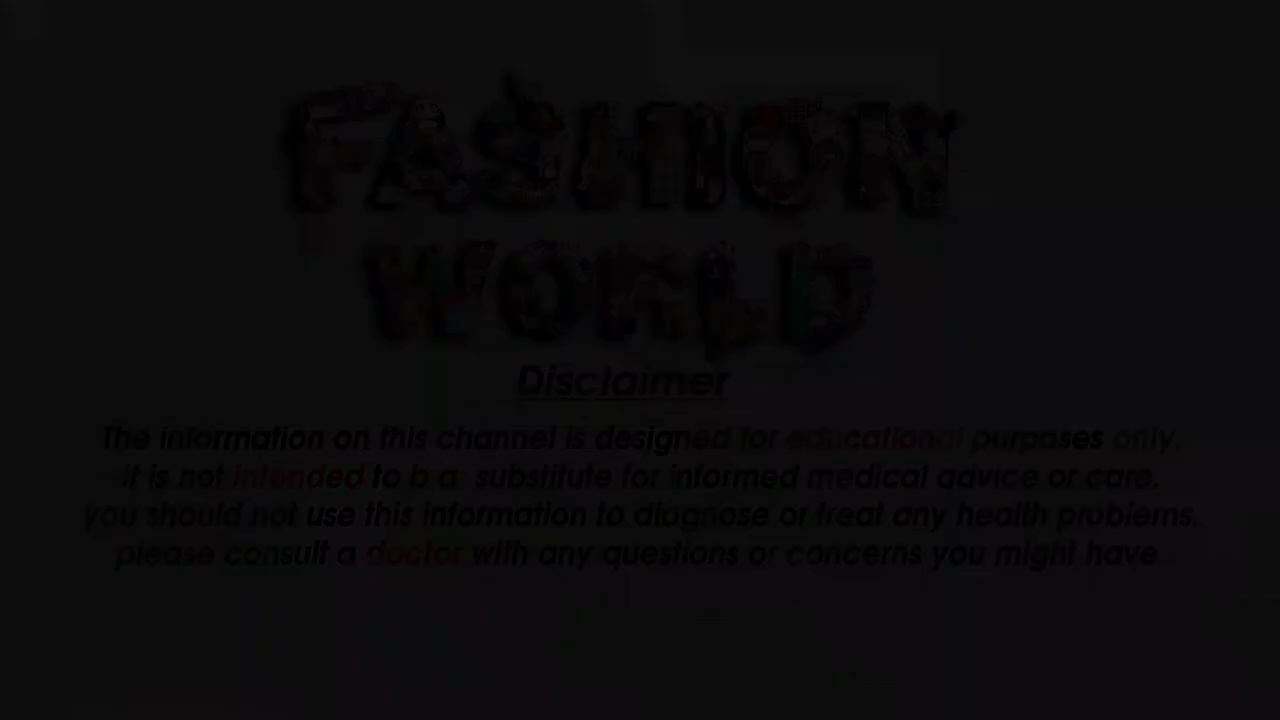 FASHION
WORLD
Disclaimer
The information on this channel is designed for educational purpases only.
it is not intended to b a substitute for informed medical advice or care.
you should not use this information to diagnose or treat any health problems.
please consult a doctor with any questions or concerns you might have